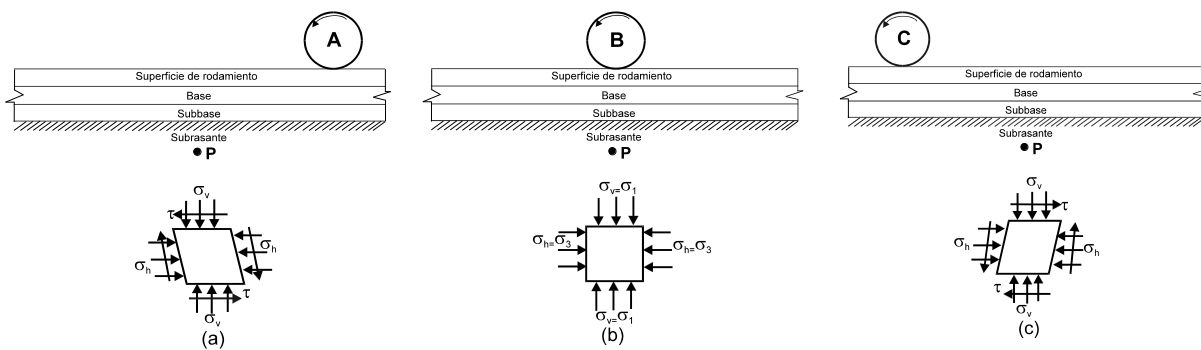 A
Superficie de rodamiento
Base
Subbase
Subrasante
P
σv
τ
σh
σh
τ
σv
(a)
B
Superficie de rodamiento
Base
Subbase
Subrasante
P
σv=σ1
σh=σ3
σh=σ3
σv=σ1
(b)
C
Superficie de rodamiento
Base
Subbase
Subrasante
P
σv
τ
σh
σh
τ
σv
(c)